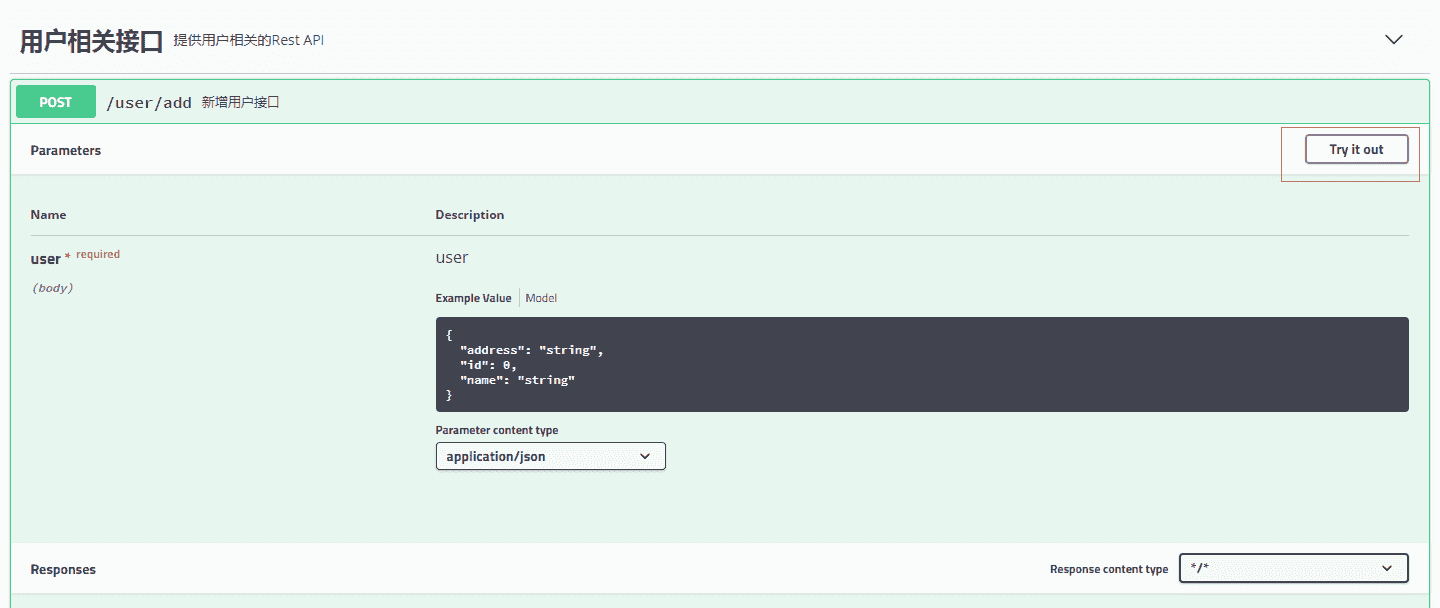 用户相关接口 提供用户相关的Rest API
POST /user/add 新增用户接口
Parameters Try it out
Name Description
user * required user
(body)
Example Value Model
{
"address": "string",
"id": 0,
"name": "string"
}
Parameter content type
application/json
Responses Response content type */*